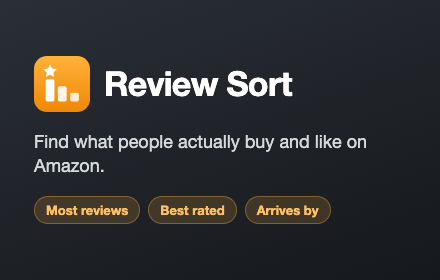 Review Sort
Find what people actually buy and like on
Amazon.
Most reviews
Best rated
Arrives by